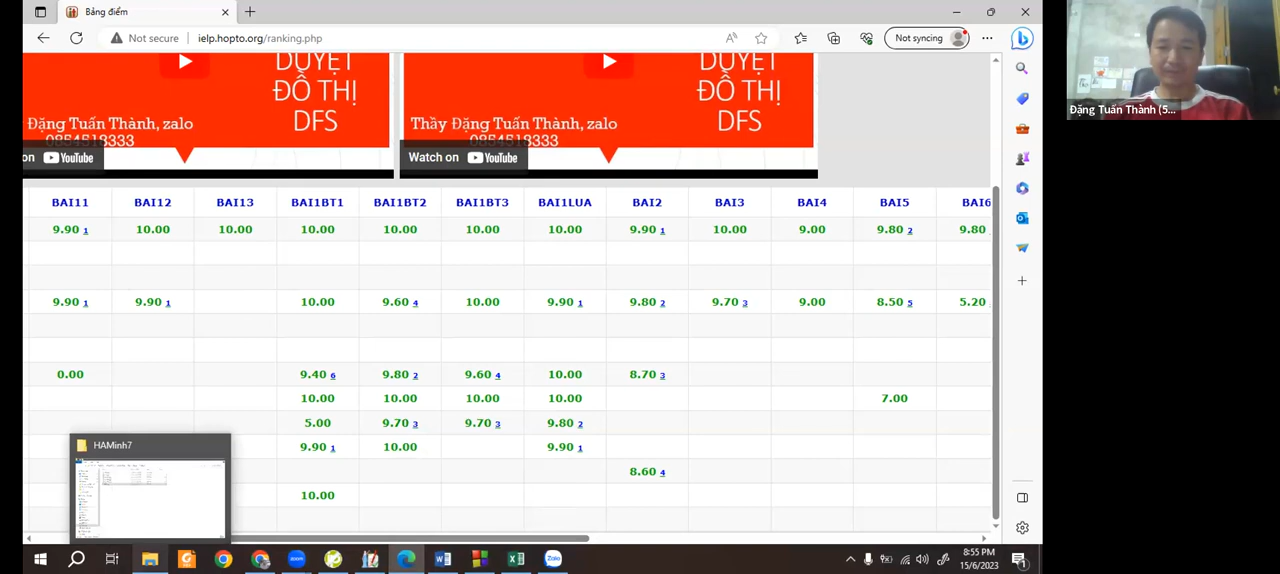 Bảng điểm
Not secure ielp.hopto.org/ranking.php Not syncing
DUYỆT
ĐỒ THỊ
DFS
Đặng Tuấn Thành, zalo
0854518333
on YouTube
DUYỆT
ĐỒ THỊ
DFS
Thầy Đặng Tuấn Thành, zalo
0854518333
Watch on YouTube
Đặng Tuấn Thành (5...
BAI11 BAI12 BAI13 BAI1BT1 BAI1BT2 BAI1BT3 BAI1LUA BAI2 BAI3 BAI4 BAI5 BAI6
9.90 1 10.00 10.00 10.00 10.00 10.00 10.00 9.90 1 10.00 9.00 9.80 2 9.80
9.90 1 9.90 1 10.00 9.60 4 10.00 9.90 1 9.80 2 9.70 3 9.00 8.50 5 5.20
0.00 9.40 6 9.80 2 9.60 4 10.00 8.70 3
10.00 10.00 10.00 10.00 7.00
5.00 9.70 3 9.70 3 9.80 2
9.90 1 10.00 9.90 1
8.60 4
10.00
HAMinh7
8:55 PM
15/6/2023